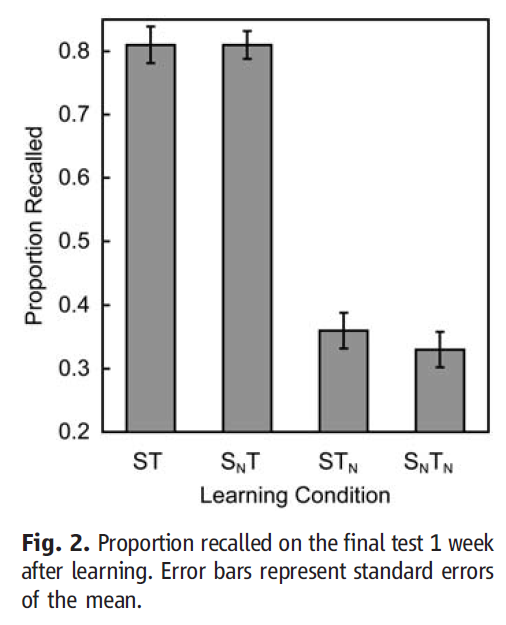 Proportion Recalled
0.8
0.7
0.6
0.5
0.4
0.3
0.2
ST SNT STN SNTN
Learning Condition
Fig. 2. Proportion recalled on the final test 1 week
after learning. Error bars represent standard errors
of the mean.